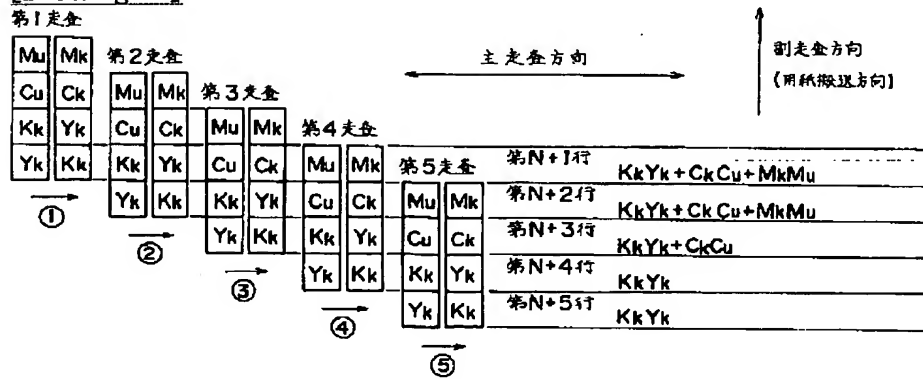 第1走査
Mu Mk
Cu Ck
Kk Yk
Yk Kk
①
第2走査
Mu Mk
Cu Ck
Kk Yk
Yk Kk
②
第3走査
Mu Mk
Cu Ck
Kk Yk
Yk Kk
③
第4走査
Mu Mk
Cu Ck
Kk Yk
Yk Kk
④
第5走査
Mu Mk
Cu Ck
Kk Yk
Yk Kk
⑤
主走査方向
副走査方向
(用紙搬送方向)
第N+1行
KkYk+CkCu+MkMu
第N+2行
KkYk+CkCu+MkMu
第N+3行
KkYk+CkCu
第N+4行
KkYk
第N+5行
KkYk